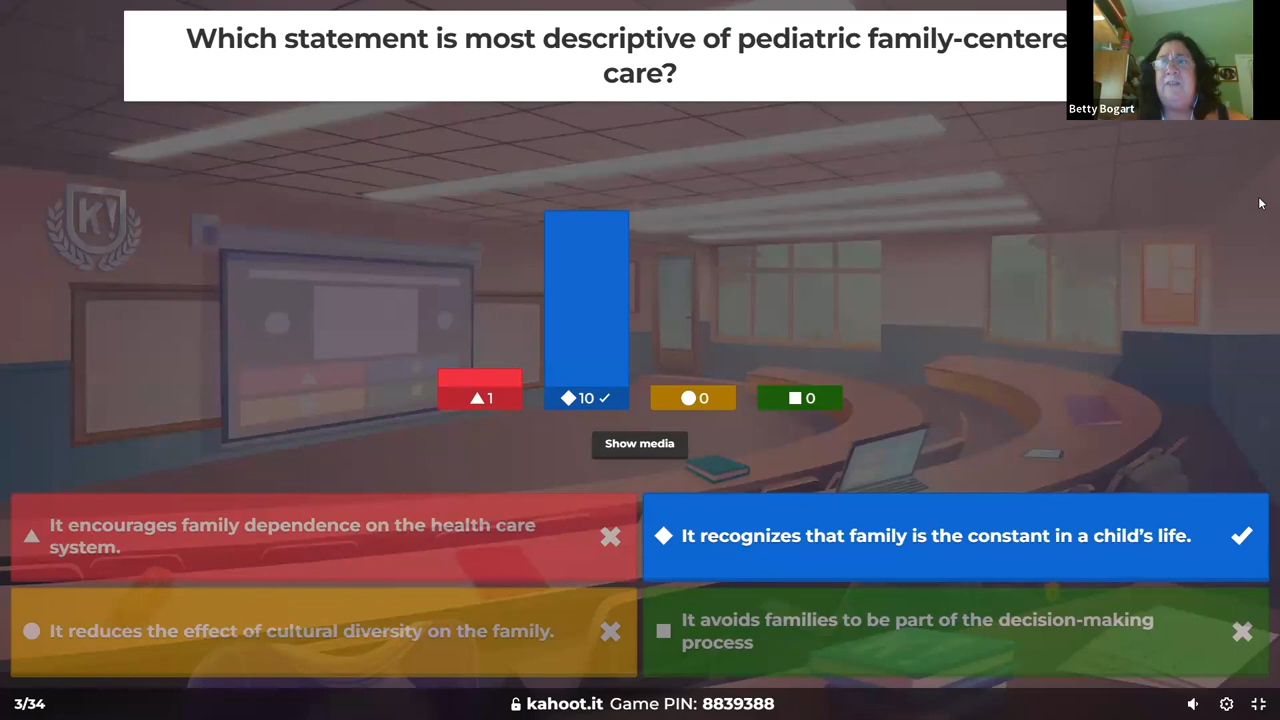 Which statement is most descriptive of pediatric family-centere
care?
Betty Bogart
K!
1
10
0
0
Show media
It encourages family dependence on the health care
system.
It recognizes that family is the constant in a child's life.
It reduces the effect of cultural diversity on the family.
It avoids families to be part of the decision-making
process
3/34
kahoot.it Game PIN: 8839388